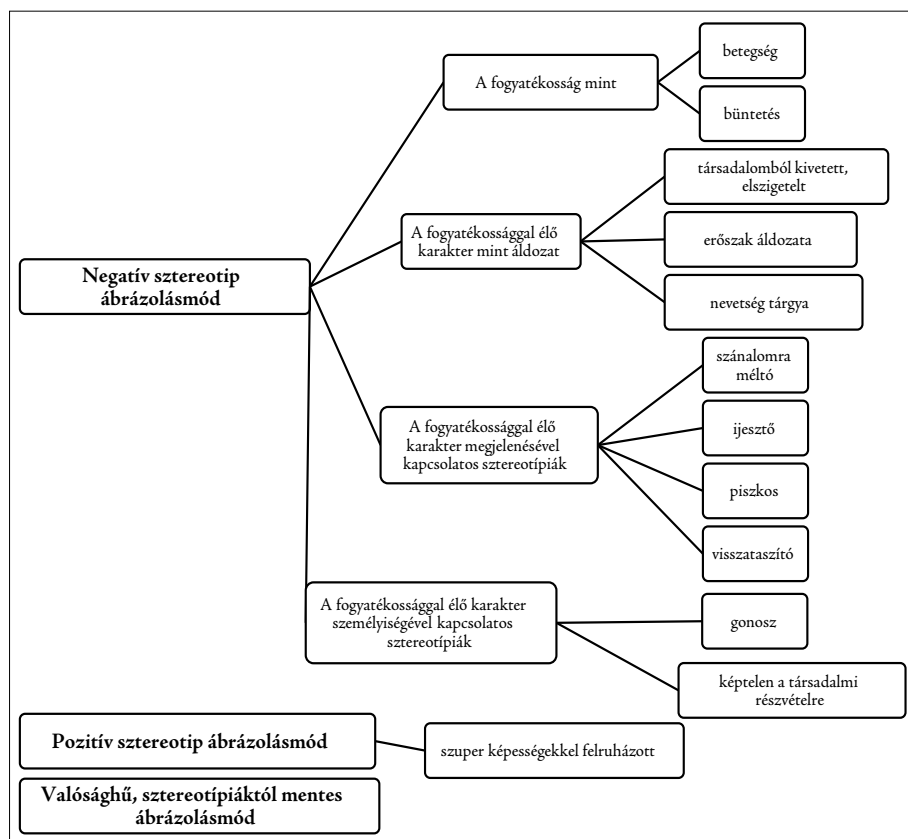 Negatív sztereotip
ábrázolásmód
A fogyatékosság mint
betegség
büntetés
A fogyatékossággal élő
karakter mint áldozat
társadalomból kivetett,
elszigetelt
erőszak áldozata
nevetség tárgya
A fogyatékossággal élő
karakter megjelenésével
kapcsolatos sztereotípiák
szánalomra
méltó
ijesztő
piszkos
visszataszító
A fogyatékossággal élő karakter
személyiségével kapcsolatos
sztereotípiák
gonosz
képtelen a társadalmi
részvételre
Pozitív sztereotip ábrázolásmód
szuper képességekkel felruházott
Valósághű, sztereotípiáktól mentes
ábrázolásmód